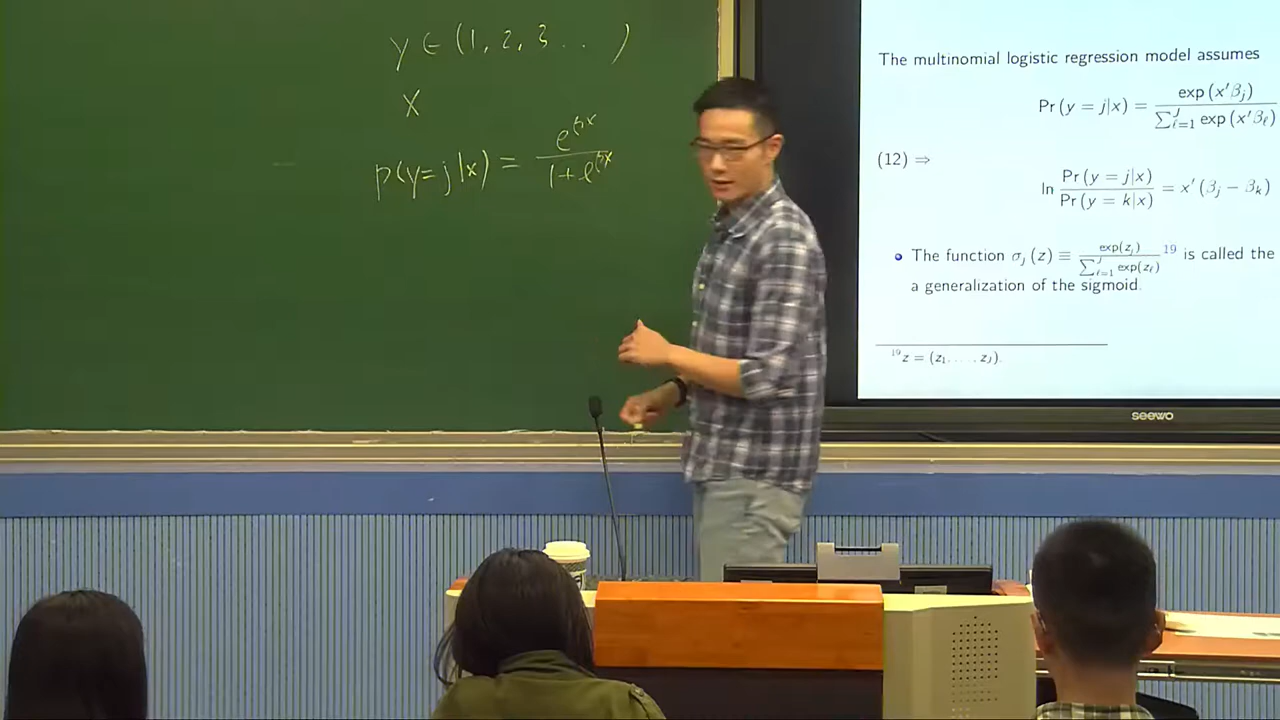 y ∈ (1, 2, 3 . . . )
x
p(y=j|x) = e^{βx} / 1+e^{βx}
The multinomial logistic regression model assumes
Pr (y = j|x) = exp (x′β_j) / ∑_{ℓ=1}^{J} exp (x′β_ℓ)
(12) ⇒
ln Pr (y = j|x) / Pr (y = k|x) = x′ (β_j − β_k)
The function σ_j (z) ≡ exp(z_j) / ∑_{ℓ=1}^{J} exp(z_ℓ) 19 is called the
a generalization of the sigmoid.
19 z = (z_1, . . . , z_J).
seewo